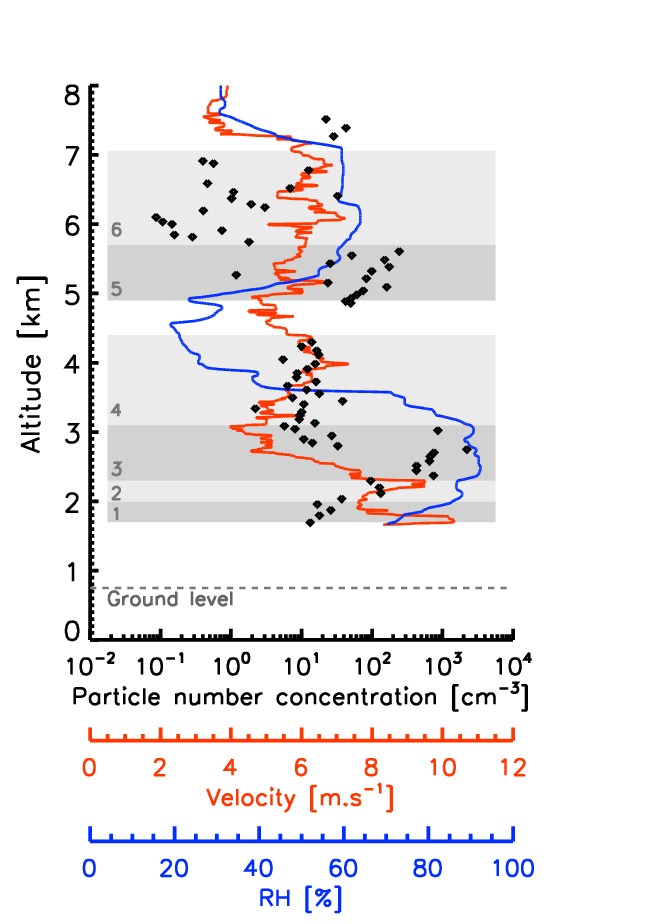 8
7
6
6
5
5
4
4
3
3
2
2
1
1
Ground level
0
Altitude [km]
10⁻² 10⁻¹ 10⁰ 10¹ 10² 10³ 10⁴
Particle number concentration [cm⁻³]
0 2 4 6 8 10 12
Velocity [m.s⁻¹]
0 20 40 60 80 100
RH [%]